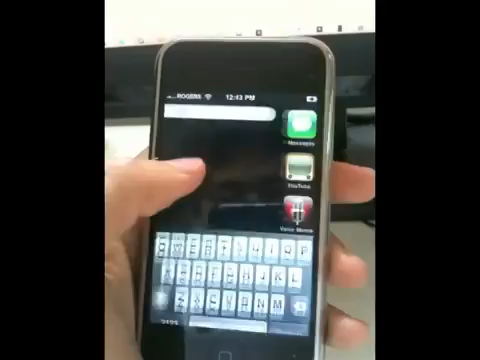 ROGERS 12:43 PM
Messages
YouTube
Voice Memos
Q W E R T Y U I O P
A S D F G H J K L
Z X C V B N M